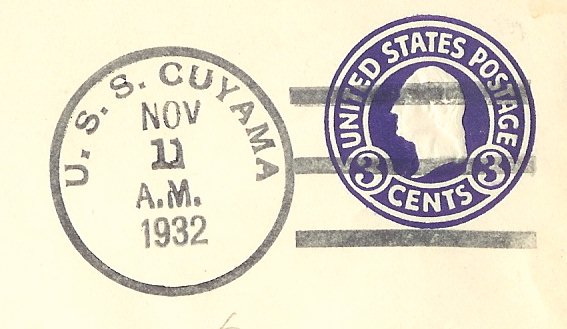 U. S. S. CUYAMA
NOV
11
A.M.
1932
UNITED STATES POSTAGE
3 CENTS 3